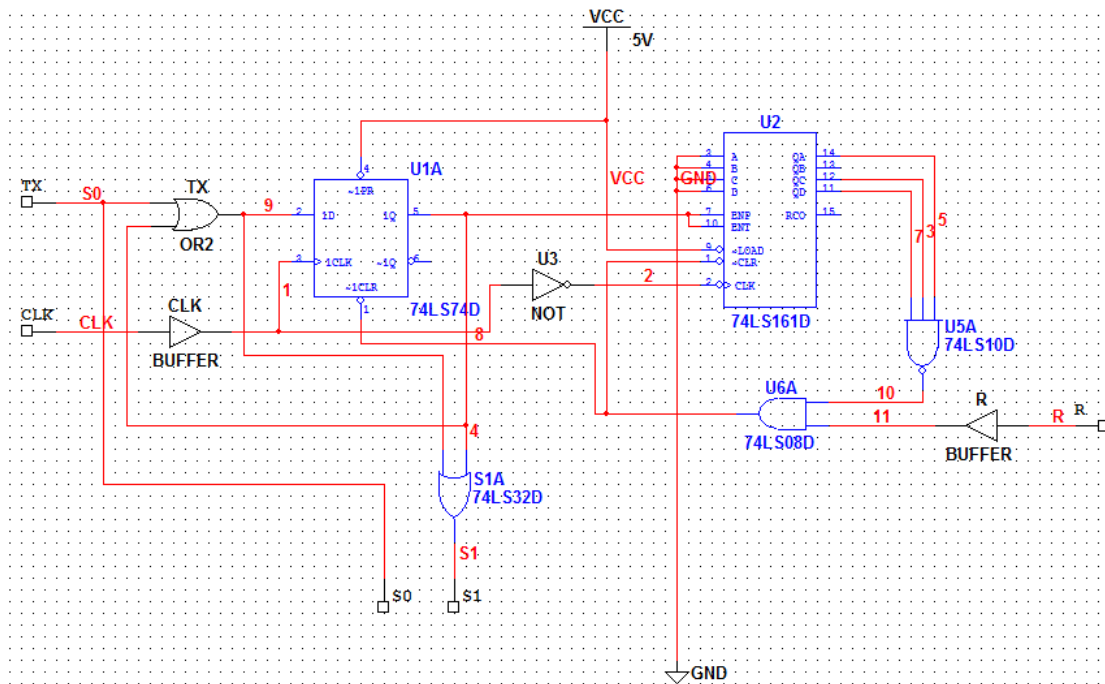 VCC
5V
U2
U1A
TX
S0
TX
OR2
9
2
1D
1Q
5
4
~1PR
1CLK
~1Q
6
3
~1CLR
1
74LS74D
1
CLK
CLK
CLK
BUFFER
8
U3
NOT
2
VCC
GND
3
A
4
B
5
C
6
D
7
ENP
10
ENT
9
~LOAD
1
~CLR
2
CLK
QA
14
QB
13
QC
12
QD
11
RCO
15
74LS161D
7
3
5
U5A
74LS10D
10
11
U6A
74LS08D
R
R
R
BUFFER
4
S1A
74LS32D
S1
S0
S1
GND